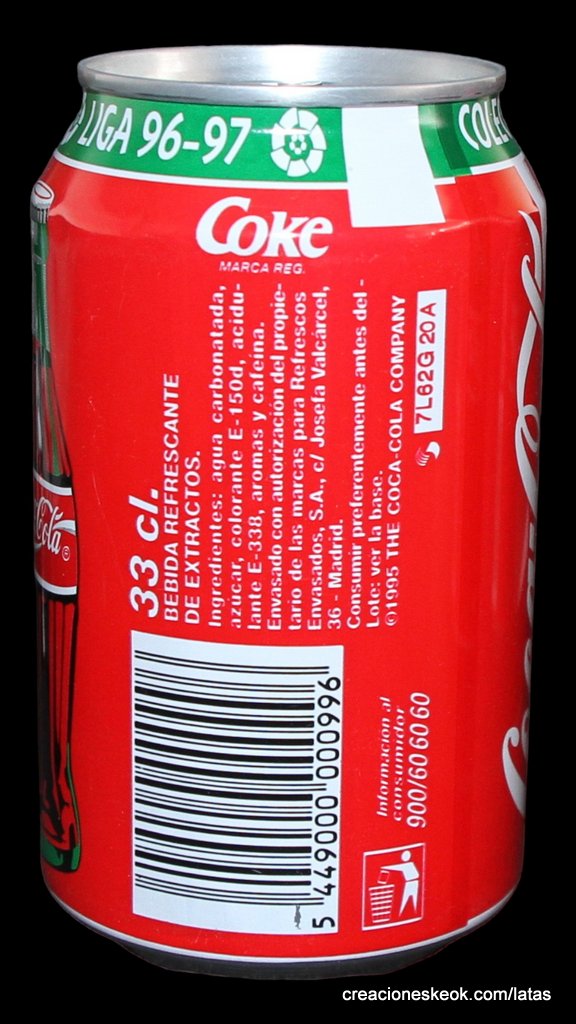 LIGA 96-97
COLE
Coke
MARCA REG.
33 cl.
BEBIDA REFRESCANTE
DE EXTRACTOS.
Ingredientes: agua carbonatada,
azúcar, colorante E-150d, acidu-
lante E-338, aromas y cafeína.
Envasado con autorización del propie-
tario de las marcas para Refrescos
Envasados, S.A., c/ Josefa Valcárcel,
36 - Madrid.
Consumir preferentemente antes del -
Lote: ver la base.
©1995 THE COCA-COLA COMPANY
7L62G 20 A
5 449000 000996
Información al
consumidor
900/60 60 60
Cola ®
creacioneskeok.com/latas